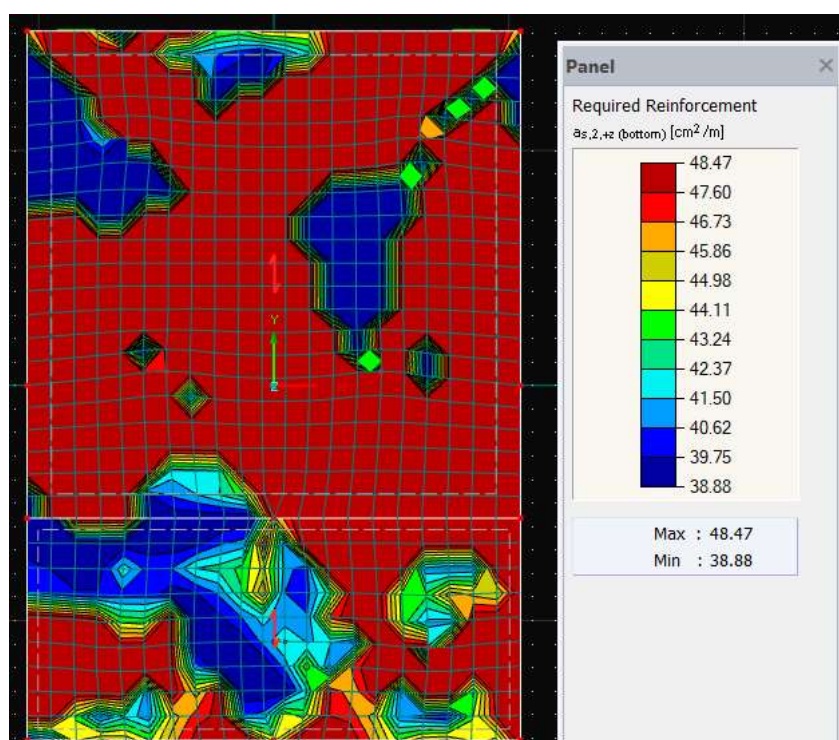 Panel
Required Reinforcement
as,2,+z (bottom) [cm²/m]
48.47
47.60
46.73
45.86
44.98
44.11
43.24
42.37
41.50
40.62
39.75
38.88
Max : 48.47
Min : 38.88
Y
Z